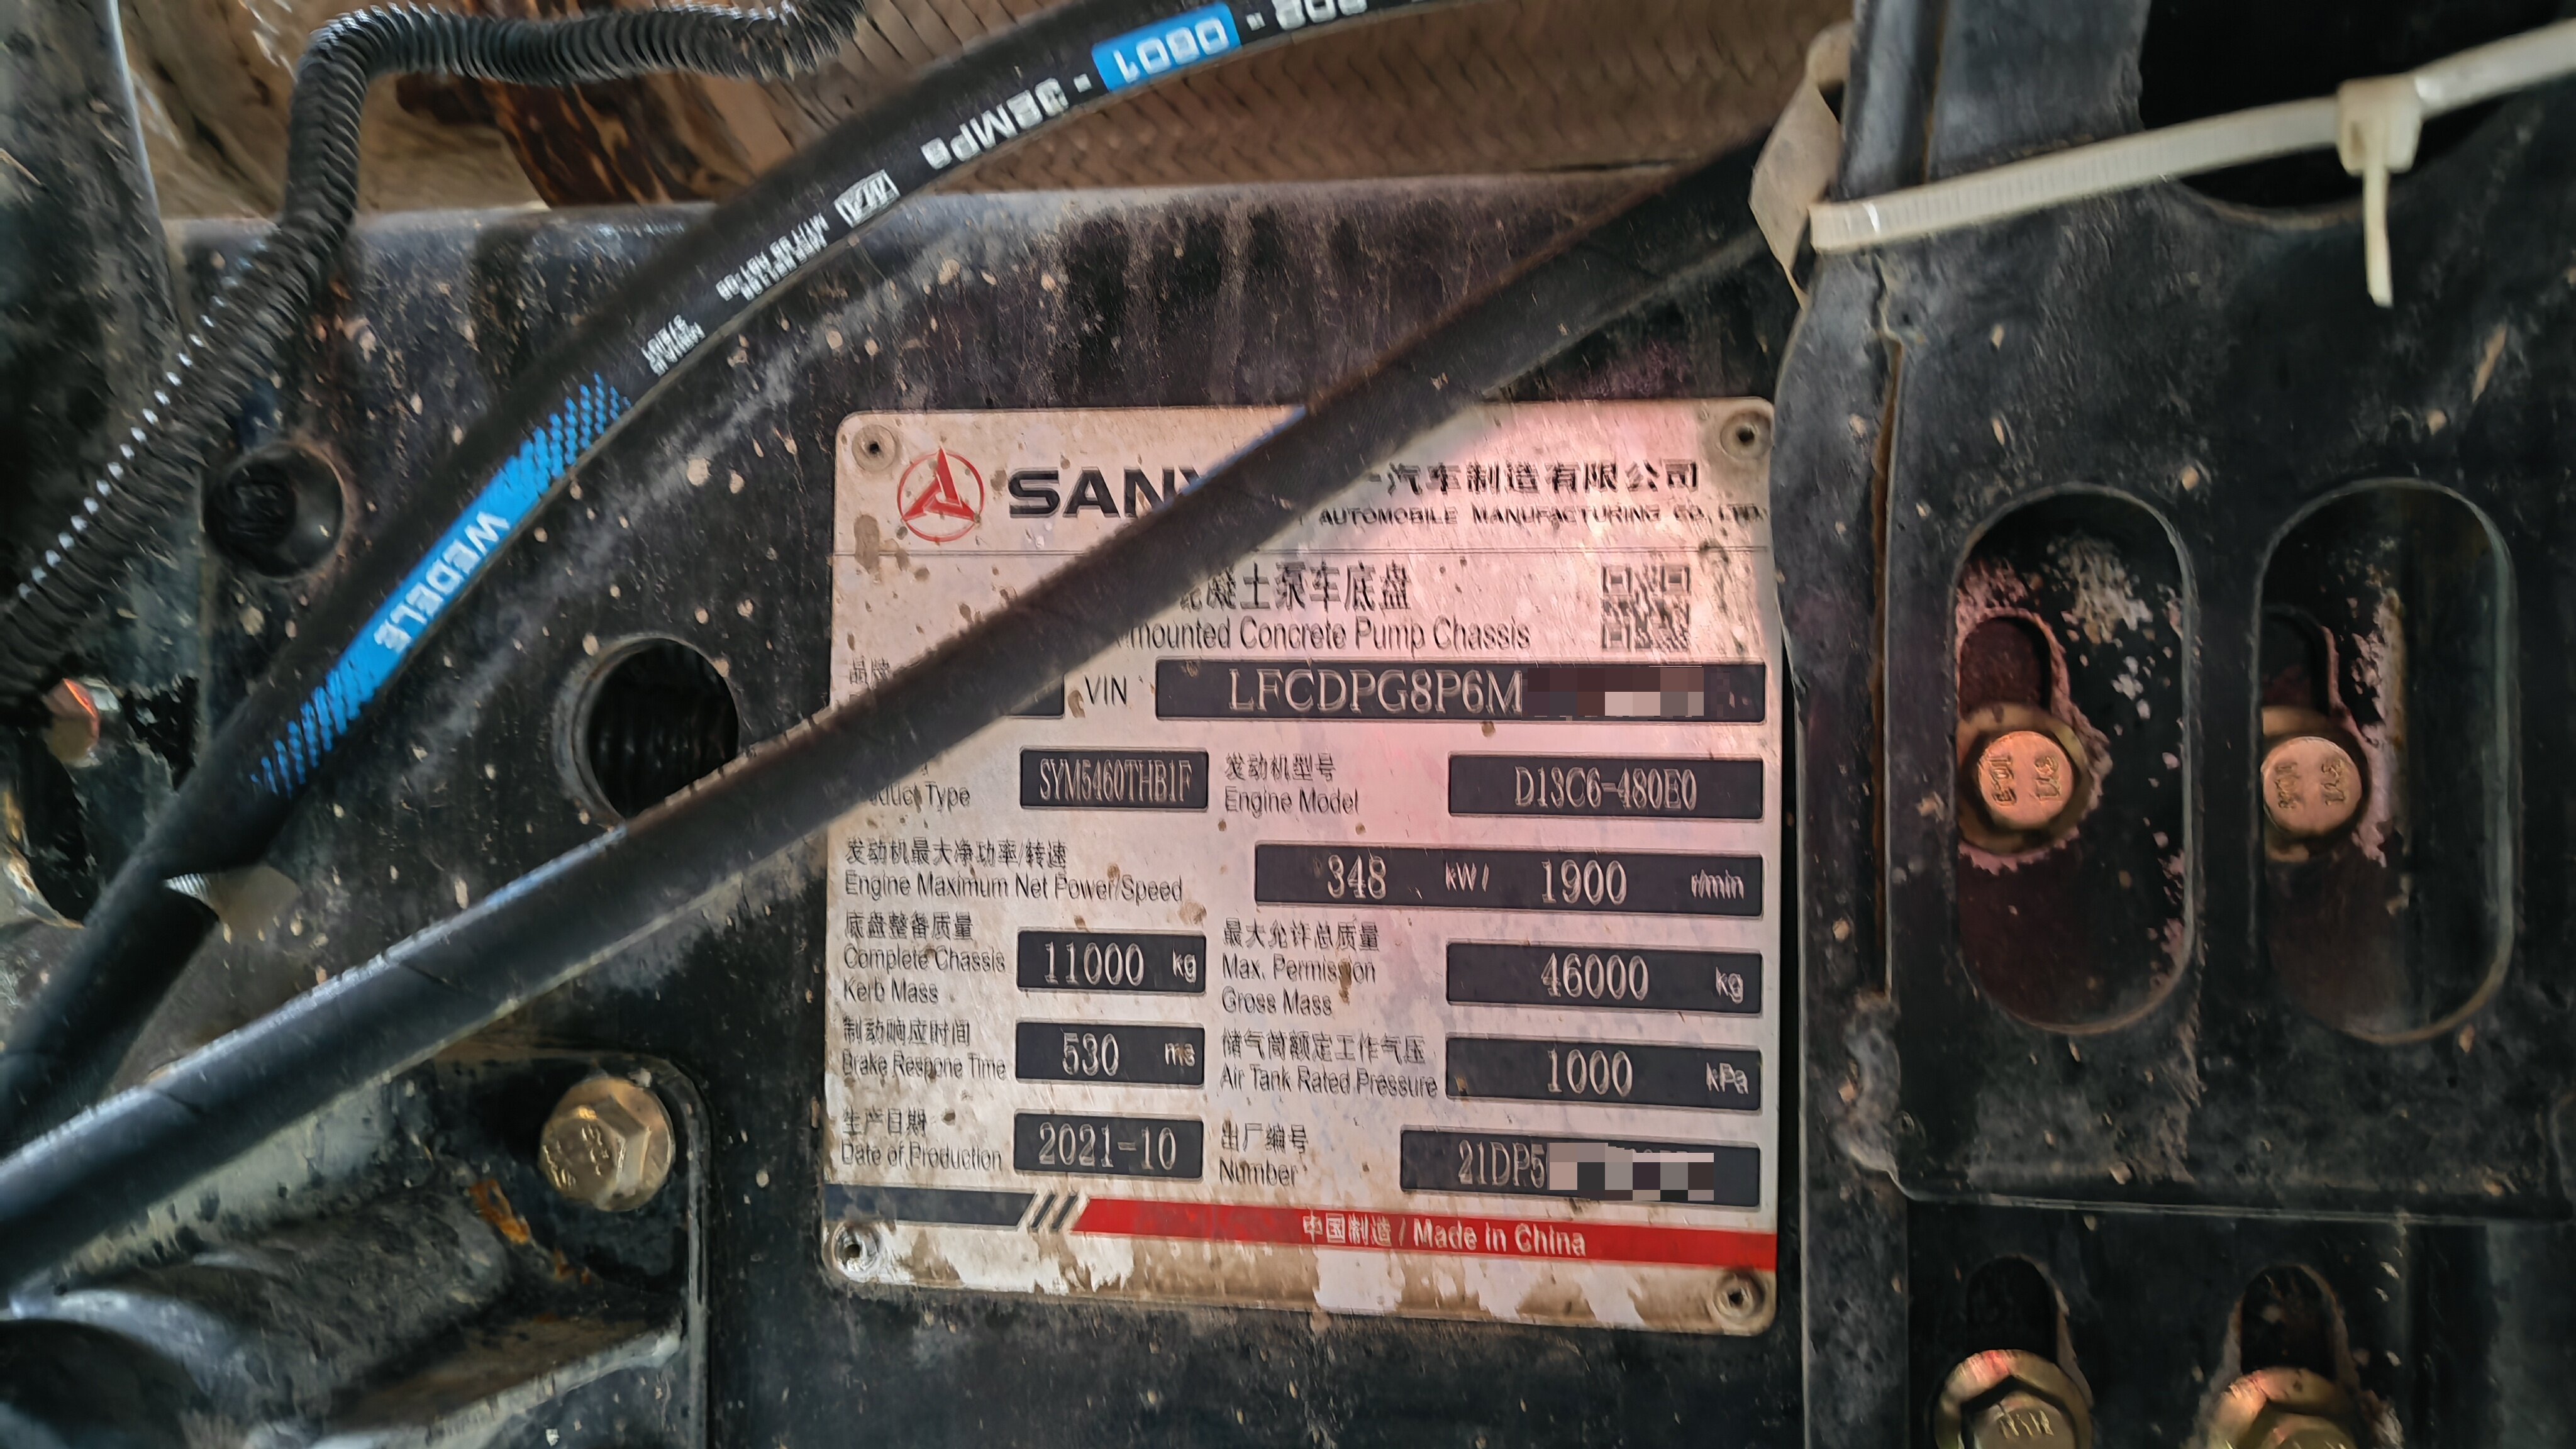 1080 - 
32MPa
WEDELE
SANY
汽车制造有限公司
AUTOMOBILE MANUFACTURING CO., LTD.
凝土泵车底盘
mounted Concrete Pump Chassis
品牌
VIN LFCDPG8P6M
Type SYM5460THB1F
发动机型号
Engine Model D13C6-480E0
发动机最大净功率/转速
Engine Maximum Net Power/Speed 348 kW/ 1900 r/min
底盘整备质量
Complete Chassis
Kerb Mass 11000 kg
最大允许总质量
Max. Permission
Gross Mass 46000 kg
制动响应时间
Brake Respone Time 530 ms
储气筒额定工作气压
Air Tank Rated Pressure 1000 kPa
生产日期
Date of Production 2021-10
出厂编号
Number 21DP5
中国制造 / Made in China